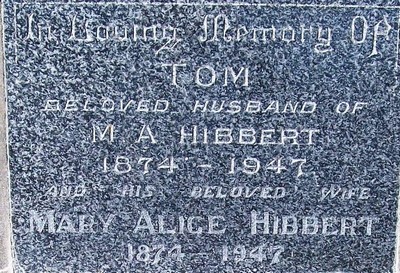 In Loving Memory Of
TOM
BELOVED HUSBAND OF
M A HIBBERT
1874 - 1947
AND HIS BELOVED WIFE
MARY ALICE HIBBERT
1874 - 1947